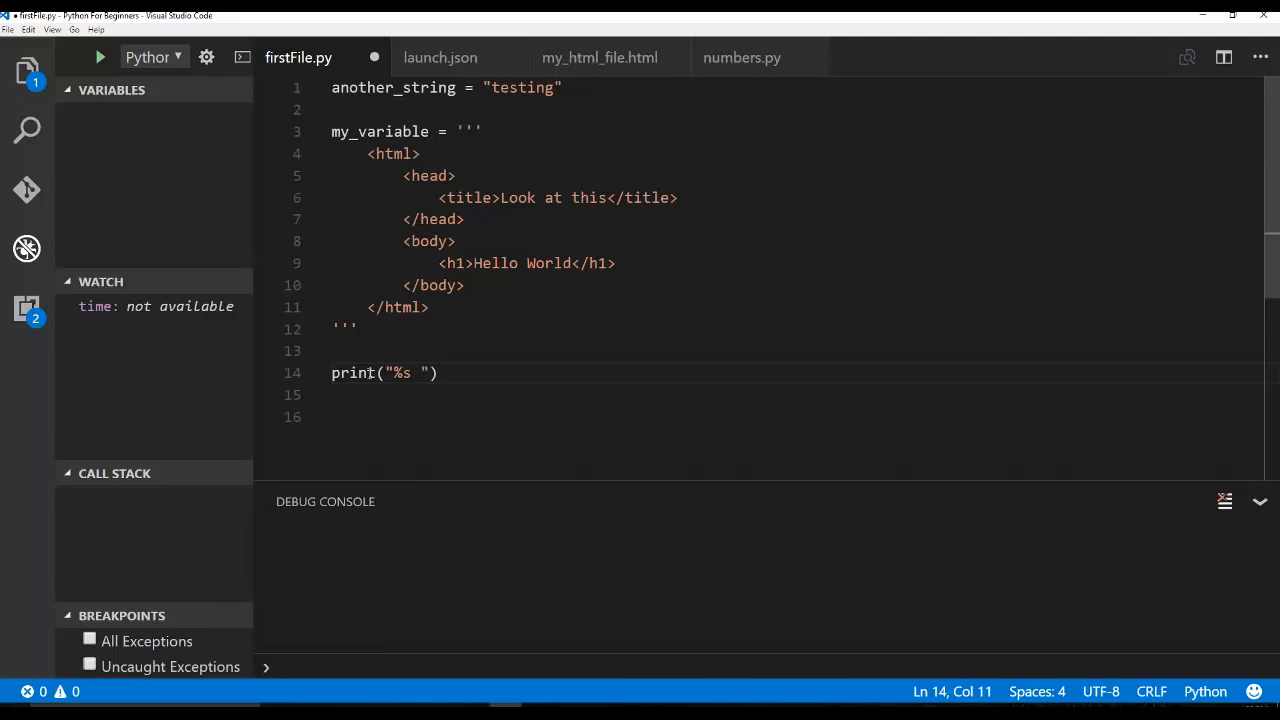 ● firstFile.py - Python For Beginners - Visual Studio Code
File Edit View Go Help
Python
firstFile.py
launch.json
my_html_file.html
numbers.py
1
VARIABLES
WATCH
time: not available
2
CALL STACK
BREAKPOINTS
All Exceptions
Uncaught Exceptions
1 another_string = "testing"
2
3 my_variable = '''
4 <html>
5 <head>
6 <title>Look at this</title>
7 </head>
8 <body>
9 <h1>Hello World</h1>
10 </body>
11 </html>
12 '''
13
14 print("%s ")
15
16
DEBUG CONSOLE
0 0
Ln 14, Col 11 Spaces: 4 UTF-8 CRLF Python